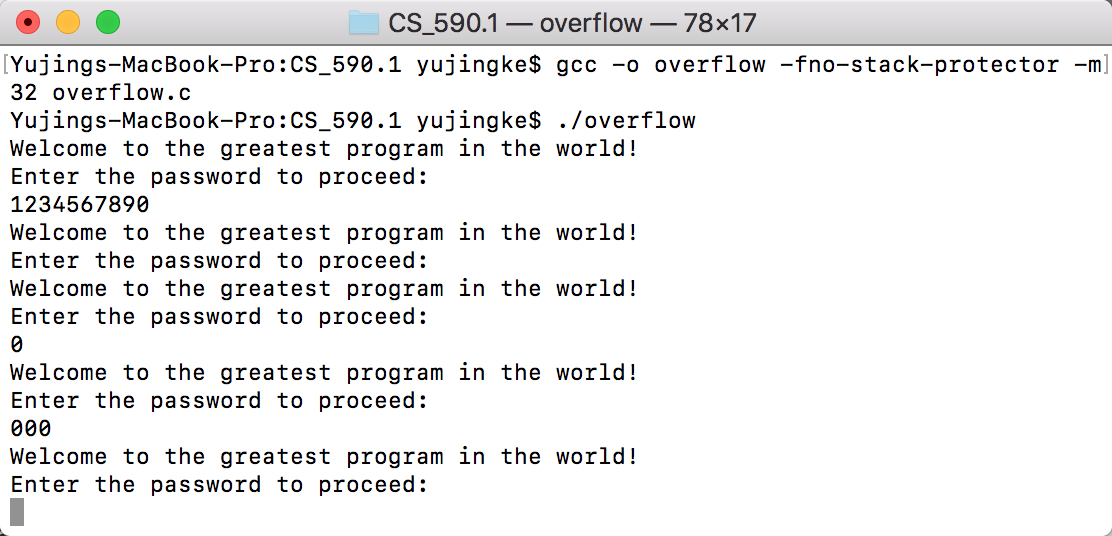 CS_590.1 — overflow — 78×17
[Yujings-MacBook-Pro:CS_590.1 yujingke$ gcc -o overflow -fno-stack-protector -m]
32 overflow.c
Yujings-MacBook-Pro:CS_590.1 yujingke$ ./overflow
Welcome to the greatest program in the world!
Enter the password to proceed:
1234567890
Welcome to the greatest program in the world!
Enter the password to proceed:
Welcome to the greatest program in the world!
Enter the password to proceed:
0
Welcome to the greatest program in the world!
Enter the password to proceed:
000
Welcome to the greatest program in the world!
Enter the password to proceed: